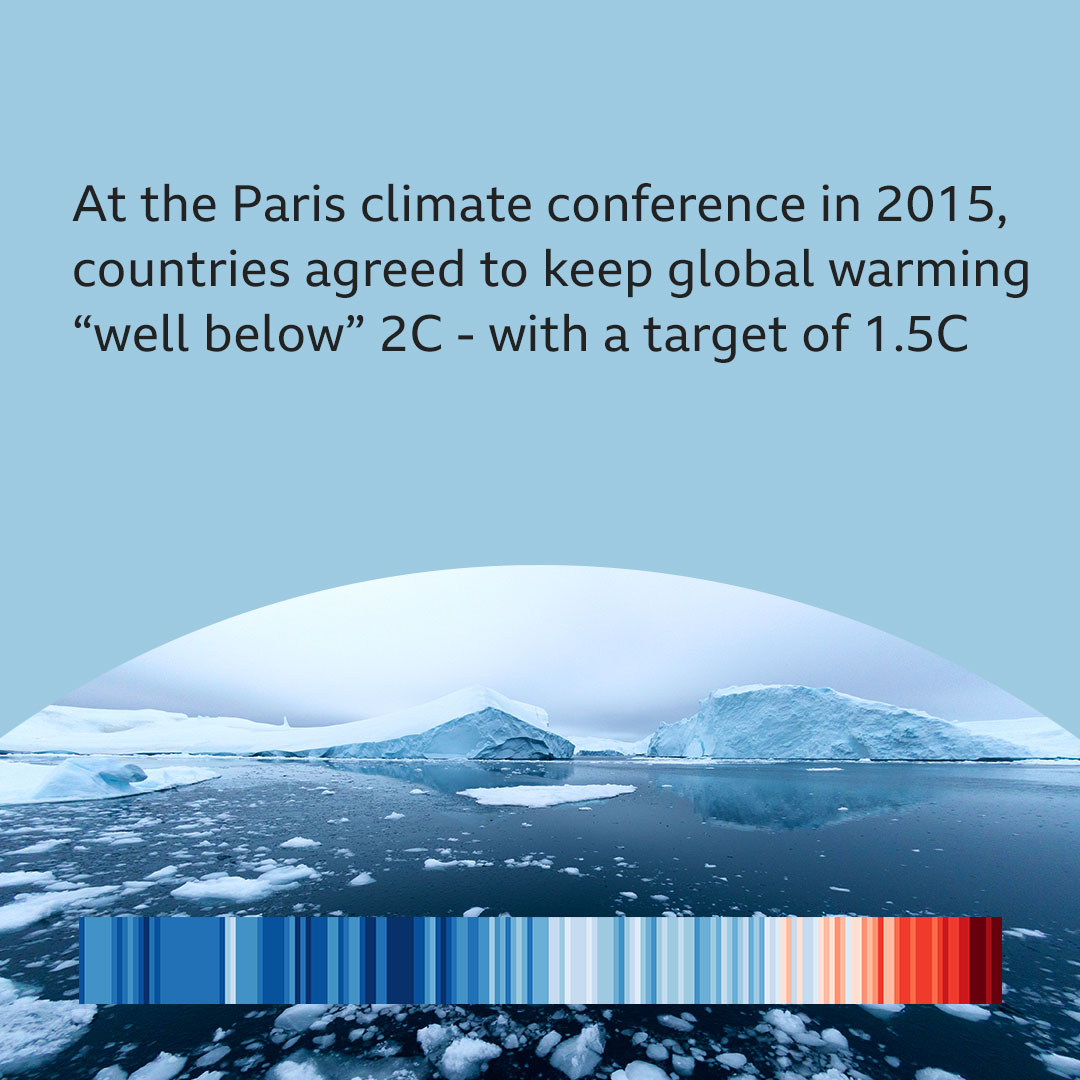 At the Paris climate conference in 2015,
countries agreed to keep global warming
“well below” 2C - with a target of 1.5C